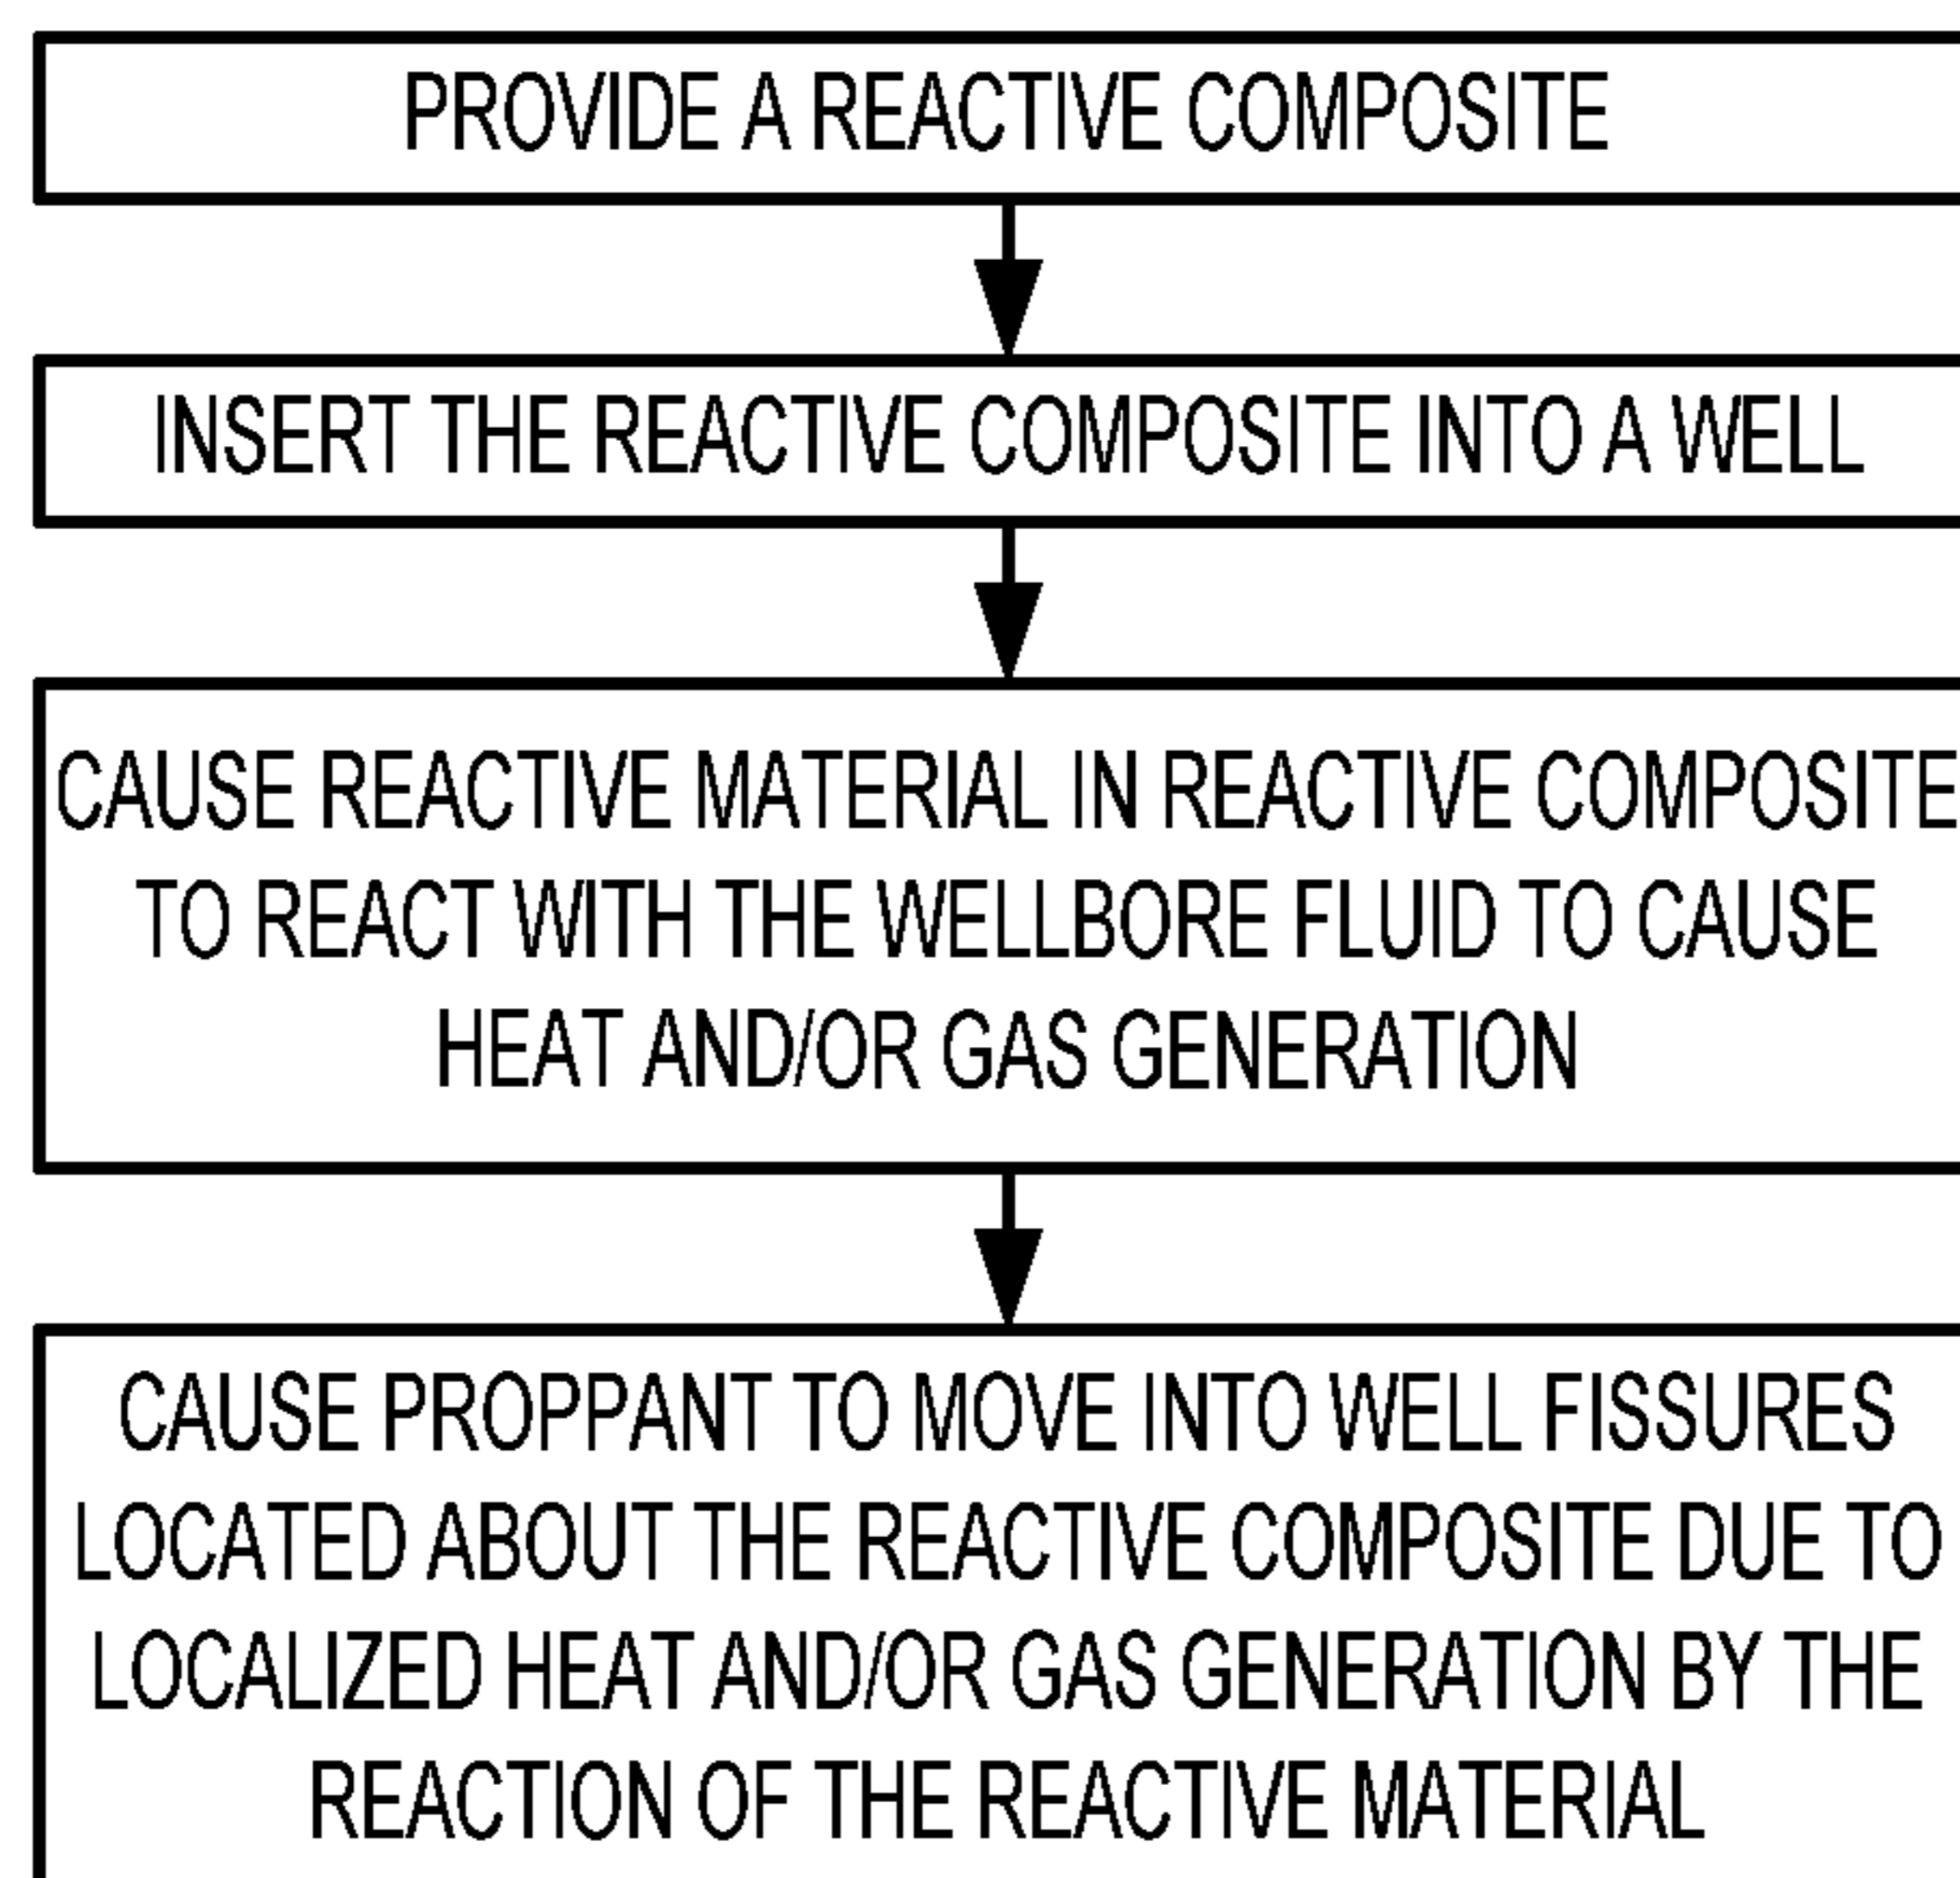 PROVIDE A REACTIVE COMPOSITE
INSERT THE REACTIVE COMPOSITE INTO A WELL
CAUSE REACTIVE MATERIAL IN REACTIVE COMPOSITE
TO REACT WITH THE WELLBORE FLUID TO CAUSE
HEAT AND/OR GAS GENERATION
CAUSE PROPPANT TO MOVE INTO WELL FISSURES
LOCATED ABOUT THE REACTIVE COMPOSITE DUE TO
LOCALIZED HEAT AND/OR GAS GENERATION BY THE
REACTION OF THE REACTIVE MATERIAL